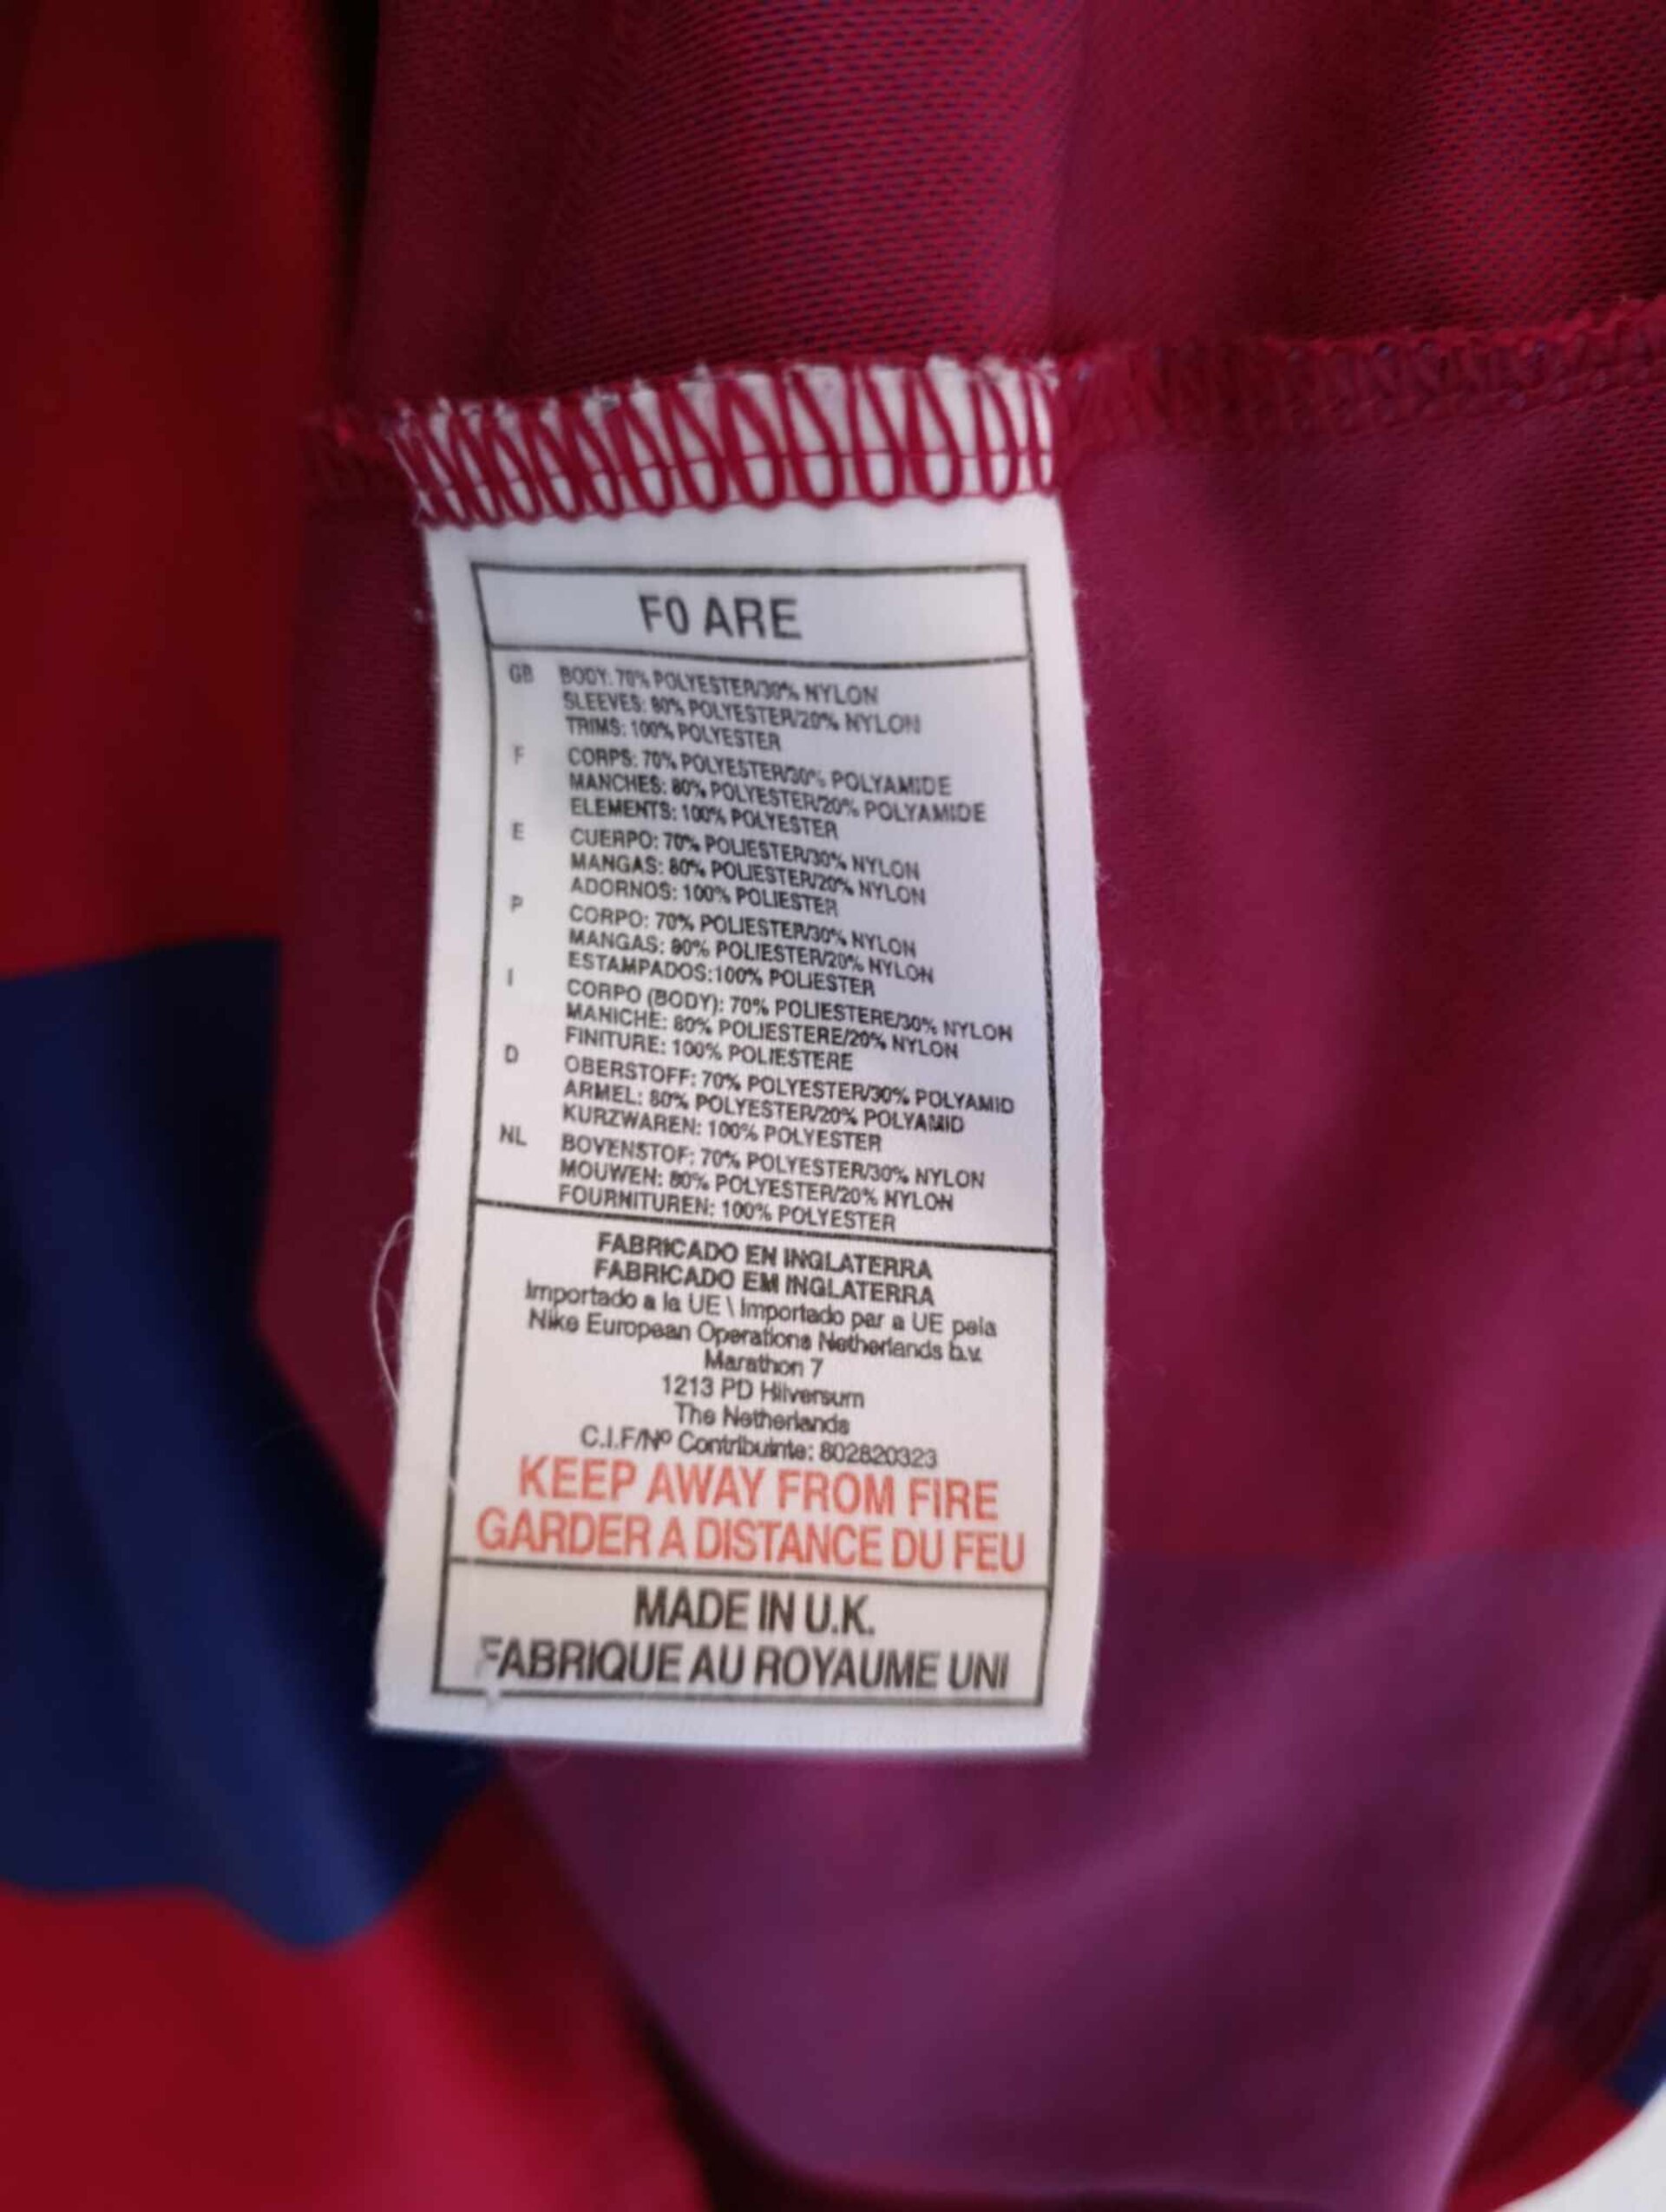 F0 ARE
GB BODY: 70% POLYESTER/30% NYLON
SLEEVES: 80% POLYESTER/20% NYLON
TRIMS: 100% POLYESTER
F CORPS: 70% POLYESTER/30% POLYAMIDE
MANCHES: 80% POLYESTER/20% POLYAMIDE
ELEMENTS: 100% POLYESTER
E CUERPO: 70% POLIESTER/30% NYLON
MANGAS: 80% POLIESTER/20% NYLON
ADORNOS: 100% POLIESTER
P CORPO: 70% POLIESTER/30% NYLON
MANGAS: 80% POLIESTER/20% NYLON
ESTAMPADOS:100% POLIESTER
I CORPO (BODY): 70% POLIESTERE/30% NYLON
MANICHE: 80% POLIESTERE/20% NYLON
FINITURE: 100% POLIESTERE
D OBERSTOFF: 70% POLYESTER/30% POLYAMID
ARMEL: 80% POLYESTER/20% POLYAMID
KURZWAREN: 100% POLYESTER
NL BOVENSTOF: 70% POLYESTER/30% NYLON
MOUWEN: 80% POLYESTER/20% NYLON
FOURNITUREN: 100% POLYESTER
FABRICADO EN INGLATERRA
FABRICADO EM INGLATERRA
Importado a la UE \ Importado par a UE pela
Nike European Operations Netherlands b.v.
Marathon 7
1213 PD Hilversum
The Netherlands
C.I.F/Nº Contribuinte: 802820323
KEEP AWAY FROM FIRE
GARDER A DISTANCE DU FEU
MADE IN U.K.
FABRIQUE AU ROYAUME UNI